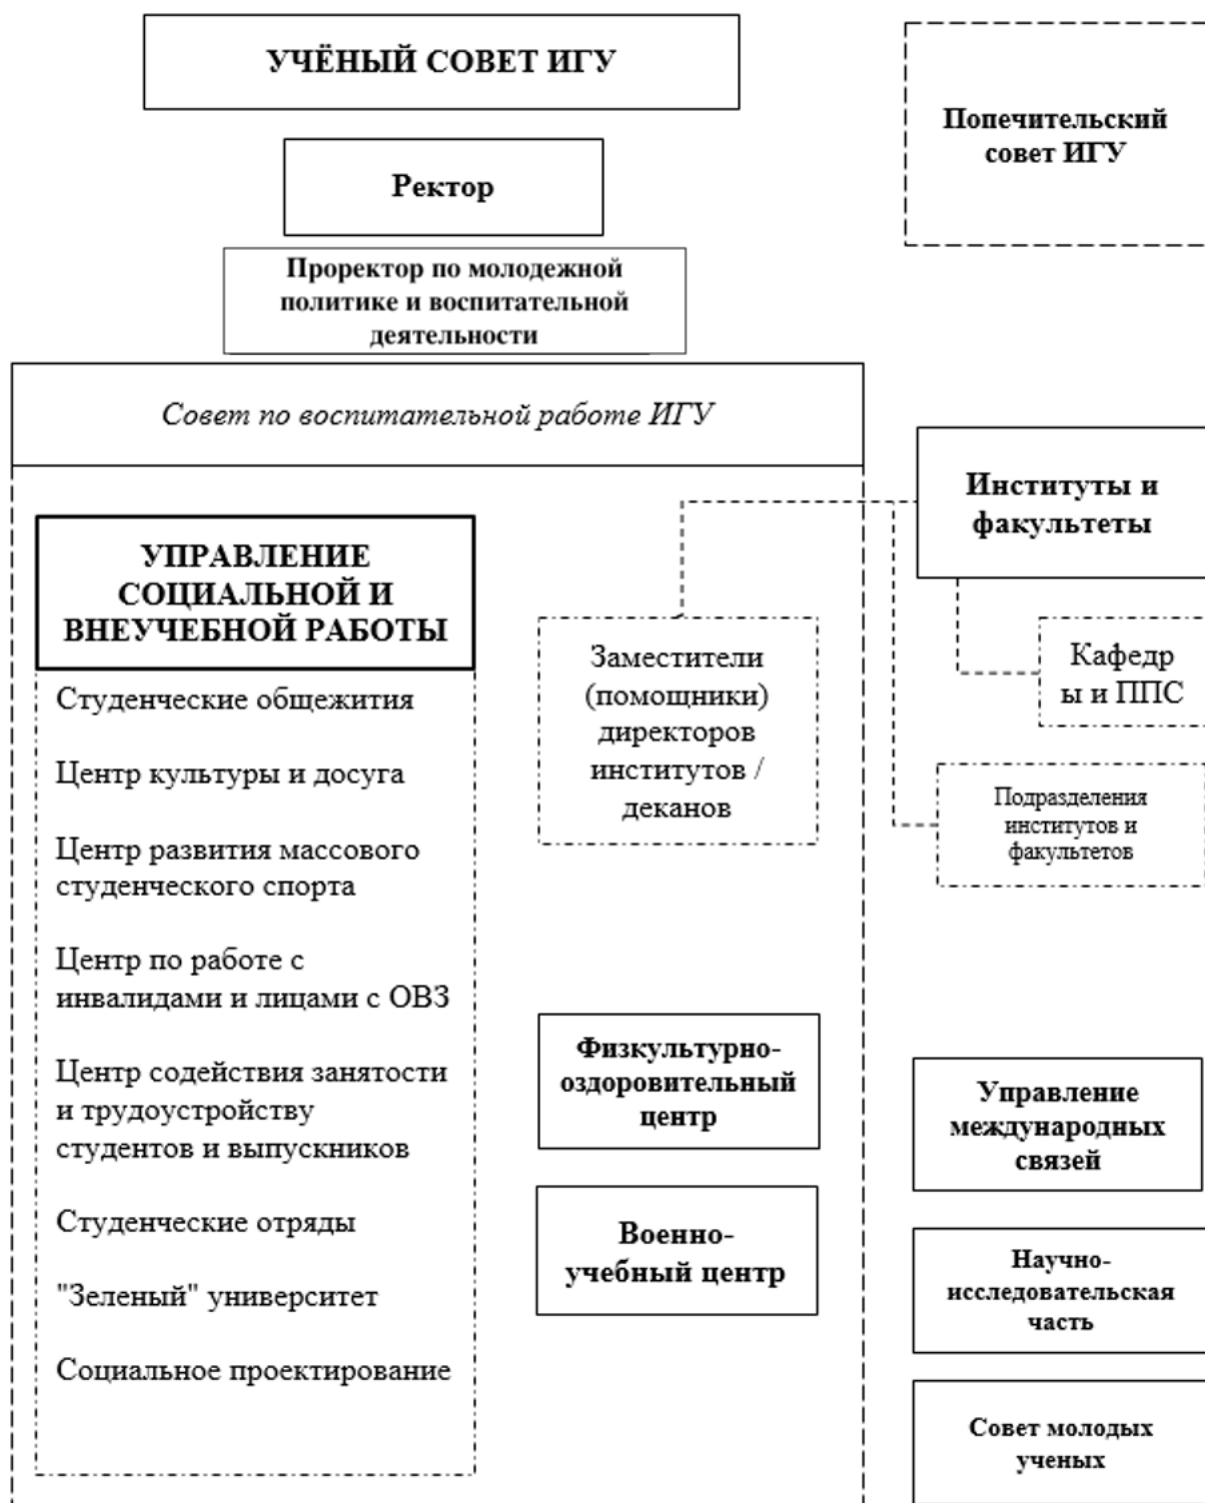 УЧЁНЫЙ СОВЕТ ИГУ
Попечительский
совет ИГУ
Ректор
Проректор по молодежной
политике и воспитательной
деятельности
Совет по воспитательной работе ИГУ
УПРАВЛЕНИЕ
СОЦИАЛЬНОЙ И
ВНЕУЧЕБНОЙ РАБОТЫ
Студенческие общежития
Центр культуры и досуга
Центр развития массового
студенческого спорта
Центр по работе с
инвалидами и лицами с ОВЗ
Центр содействия занятости
и трудоустройству
студентов и выпускников
Студенческие отряды
"Зеленый" университет
Социальное проектирование
Заместители
(помощники)
директоров
институтов /
деканов
Физкультурно-
оздоровительный
центр
Военно-
учебный центр
Институты и
факультеты
Кафедр
ы и ППС
Подразделения
институтов и
факультетов
Управление
международных
связей
Научно-
исследовательская
часть
Совет молодых
ученых